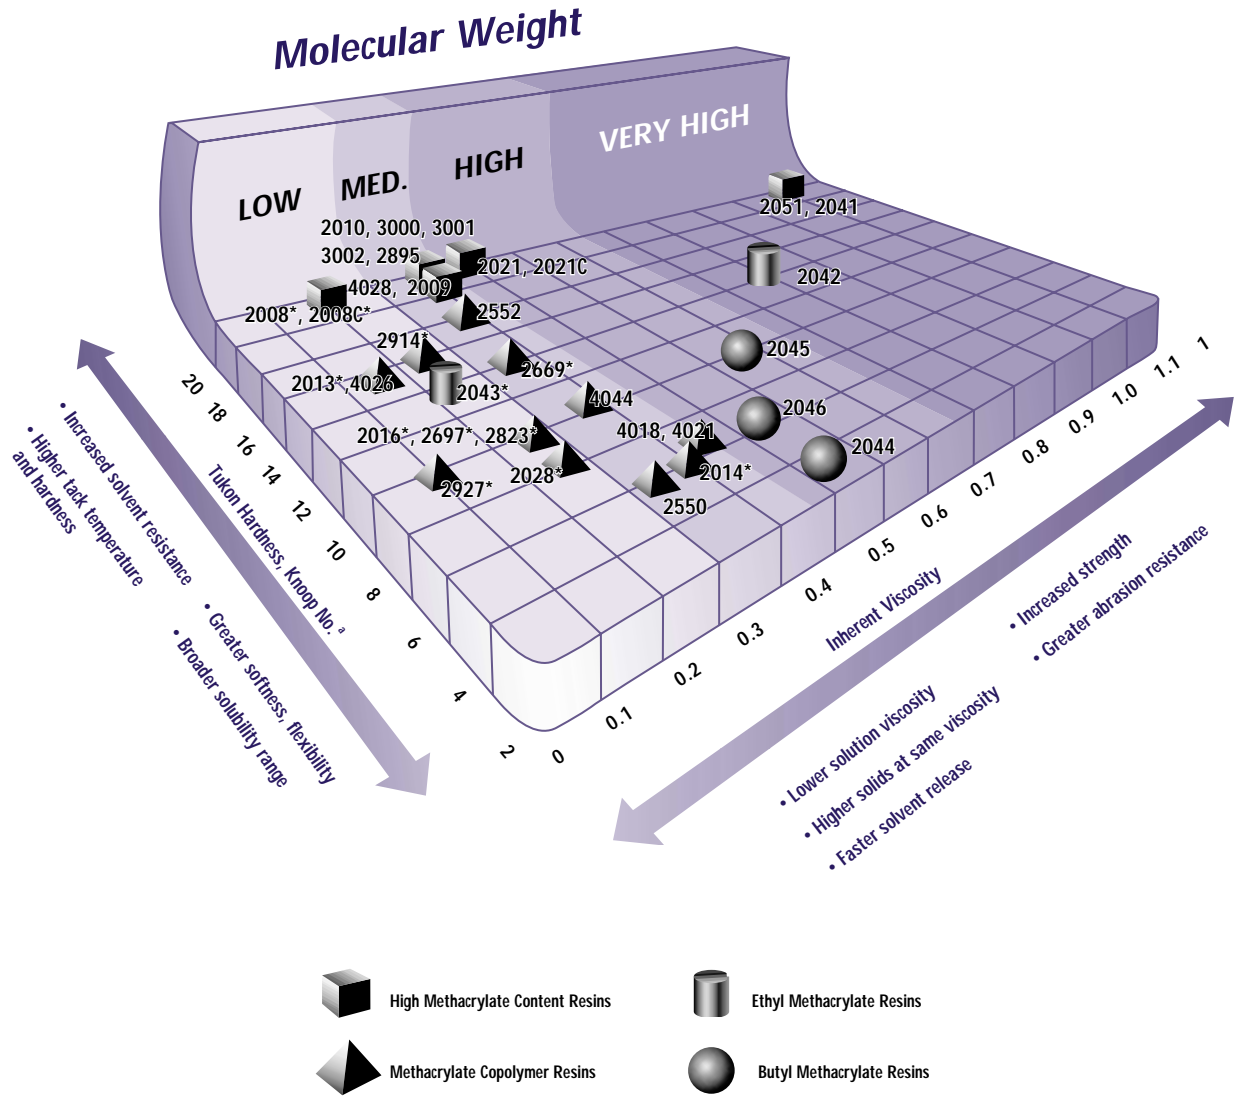 Molecular Weight
LOW
MED.
HIGH
VERY HIGH
2051, 2041
2010, 3000, 3001
3002, 2895
2021, 2021C
2042
4028, 2009
2008*, 2008C*
2552
2914*
2045
2669*
2013*,4026
2043*
4044
2046
2016*, 2697*, 2823*
4018, 4021
2044
2028*
2014*
2927*
2550
20
18
16
14
12
10
8
6
4
2
0
0.1
0.2
0.3
0.4
0.5
0.6
0.7
0.8
0.9
1.0
1.1
1
Tukon Hardness, Knoop No. a
• Increased solvent resistance
• Higher tack temperature
and hardness
• Greater softness, flexibility
• Broader solubility range
Inherent Viscosity
• Increased strength
• Greater abrasion resistance
• Lower solution viscosity
• Higher solids at same viscosity
• Faster solvent release
High Methacrylate Content Resins
Ethyl Methacrylate Resins
Methacrylate Copolymer Resins
Butyl Methacrylate Resins